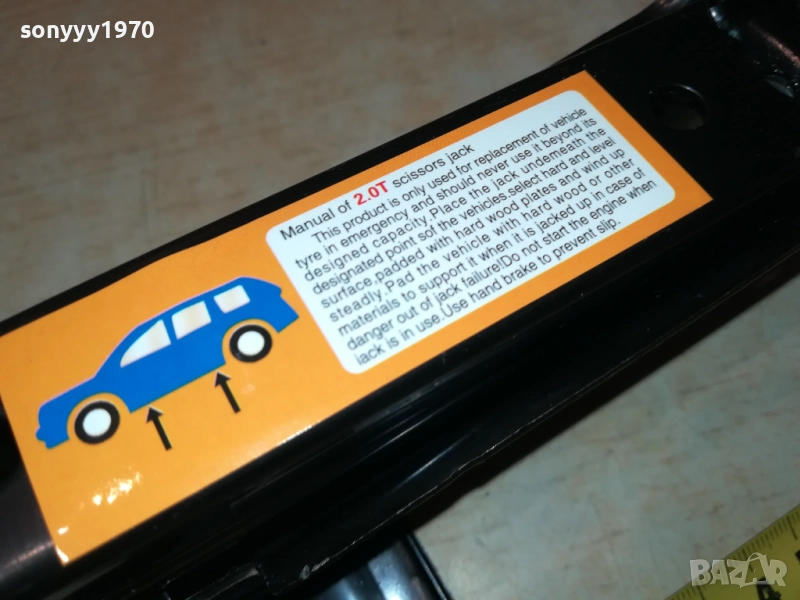 sonyyy1970
Manual of 2.0T scissors jack
This product is only used for replacement of vehicle
tyre in emergency and should never use it beyond its
designed capacity.Place the jack underneath the
designated point sof the vehicles.select hard and level
surface,padded with hard wood plates and wind up
steadly.Pad the vehicle with hard wood or other
materials to support it when it is jacked up in case of
danger out of jack failure!Do not start the engine when
jack is in use.Use hand brake to prevent slip.
BAZAR
4